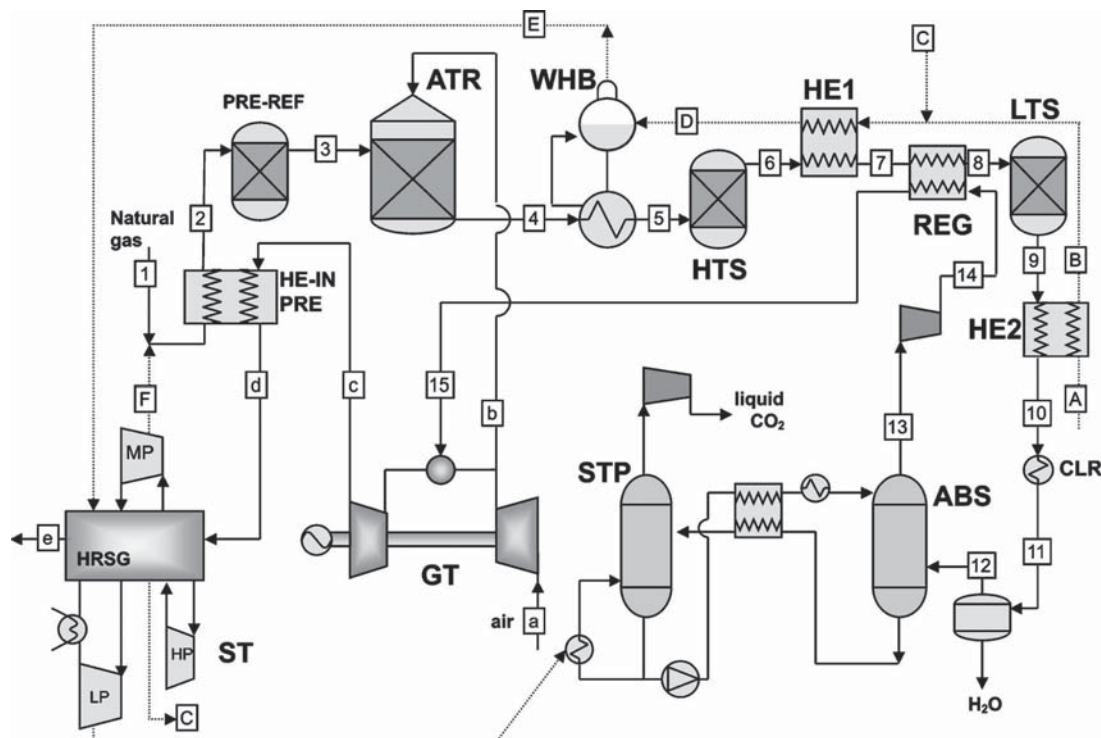 E
C
ATR
WHB
HE1
LTS
PRE-REF
3
D
6
7
8
2
4
5
Natural
gas
HTS
REG
9
B
1
HE-IN
PRE
14
HE2
d
c
15
b
liquid
CO₂
10
A
F
13
MP
STP
ABS
CLR
e
HRSG
GT
12
11
air
a
HP
ST
LP
C
H₂O